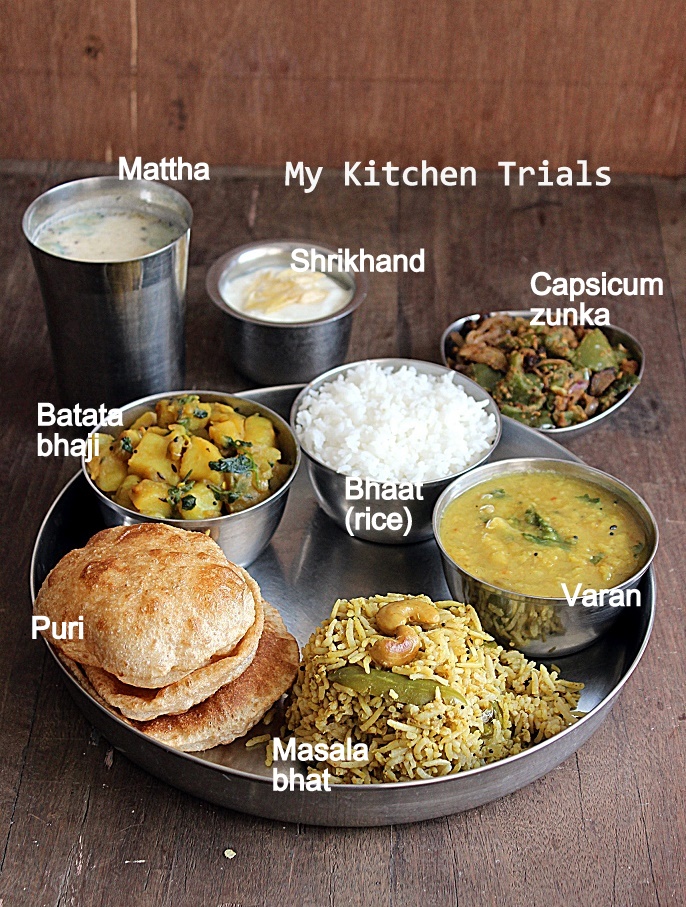 Mattha
My Kitchen Trials
Shrikhand
Capsicum
zunka
Batata
bhaji
Bhaat
(rice)
Varan
Puri
Masala
bhat